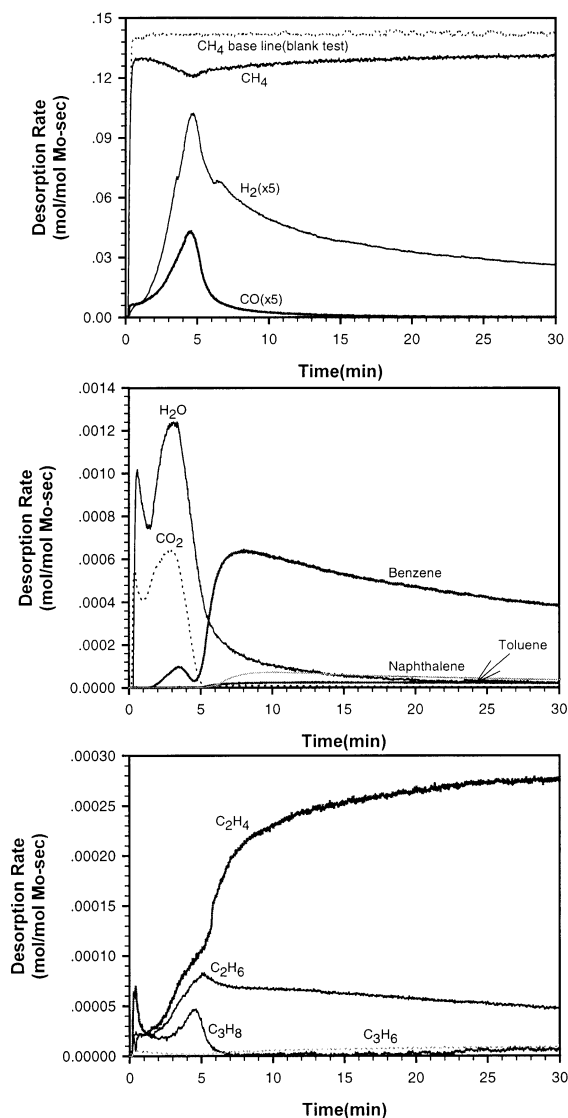 .15
.12
.09
.06
.03
0.00
Desorption Rate
(mol/mol Mo-sec)
CH4 base line(blank test)
CH4
H2(x5)
CO(x5)
0 5 10 15 20 25 30
Time(min)
.0014
.0012
.0010
.0008
.0006
.0004
.0002
0.0000
Desorption Rate
(mol/mol Mo-sec)
H2O
CO2
Benzene
Toluene
Naphthalene
0 5 10 15 20 25 30
Time(min)
.00030
.00025
.00020
.00015
.00010
.00005
0.00000
Desorption Rate
(mol/mol Mo-sec)
C2H4
C2H6
C3H8
C3H6
0 5 10 15 20 25 30
Time(min)